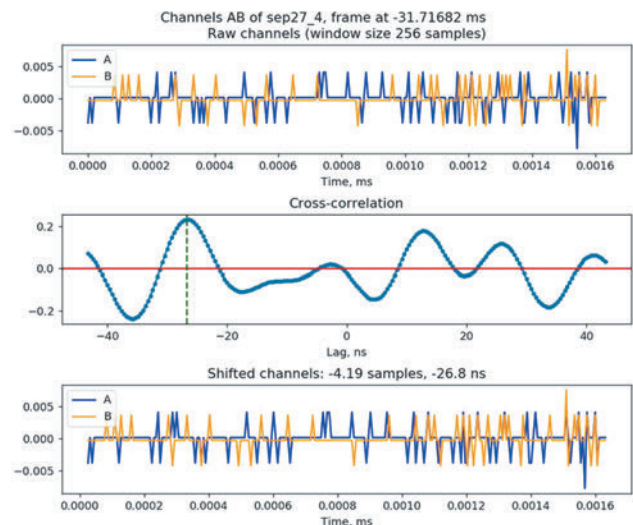 Channels AB of sep27_4, frame at -31.71682 ms
Raw channels (window size 256 samples)
A
B
0.005
0.000
−0.005
0.0000 0.0002 0.0004 0.0006 0.0008 0.0010 0.0012 0.0014 0.0016
Time, ms
Cross-correlation
0.2
0.0
−0.2
−40 −20 0 20 40
Lag, ns
Shifted channels: -4.19 samples, -26.8 ns
A
B
0.005
0.000
−0.005
0.0000 0.0002 0.0004 0.0006 0.0008 0.0010 0.0012 0.0014 0.0016
Time, ms